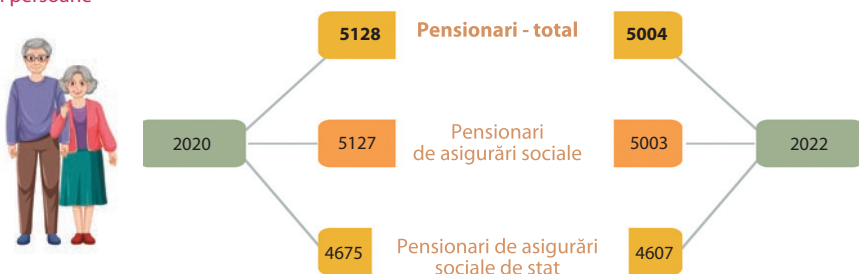 persoane
5128 Pensionari - total 5004
2020 5127 Pensionari 5003 2022
de asigurări sociale
4675 Pensionari de asigurări 4607
sociale de stat